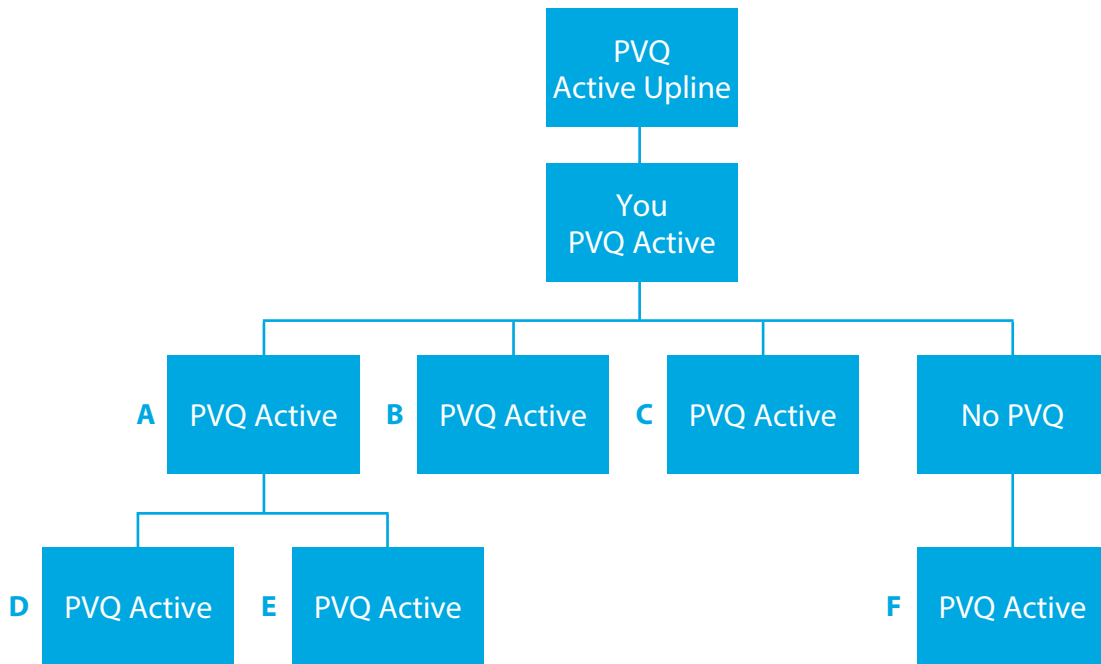 PVQ
Active Upline
You
PVQ Active
A PVQ Active
B PVQ Active
C PVQ Active
No PVQ
D PVQ Active
E PVQ Active
F PVQ Active